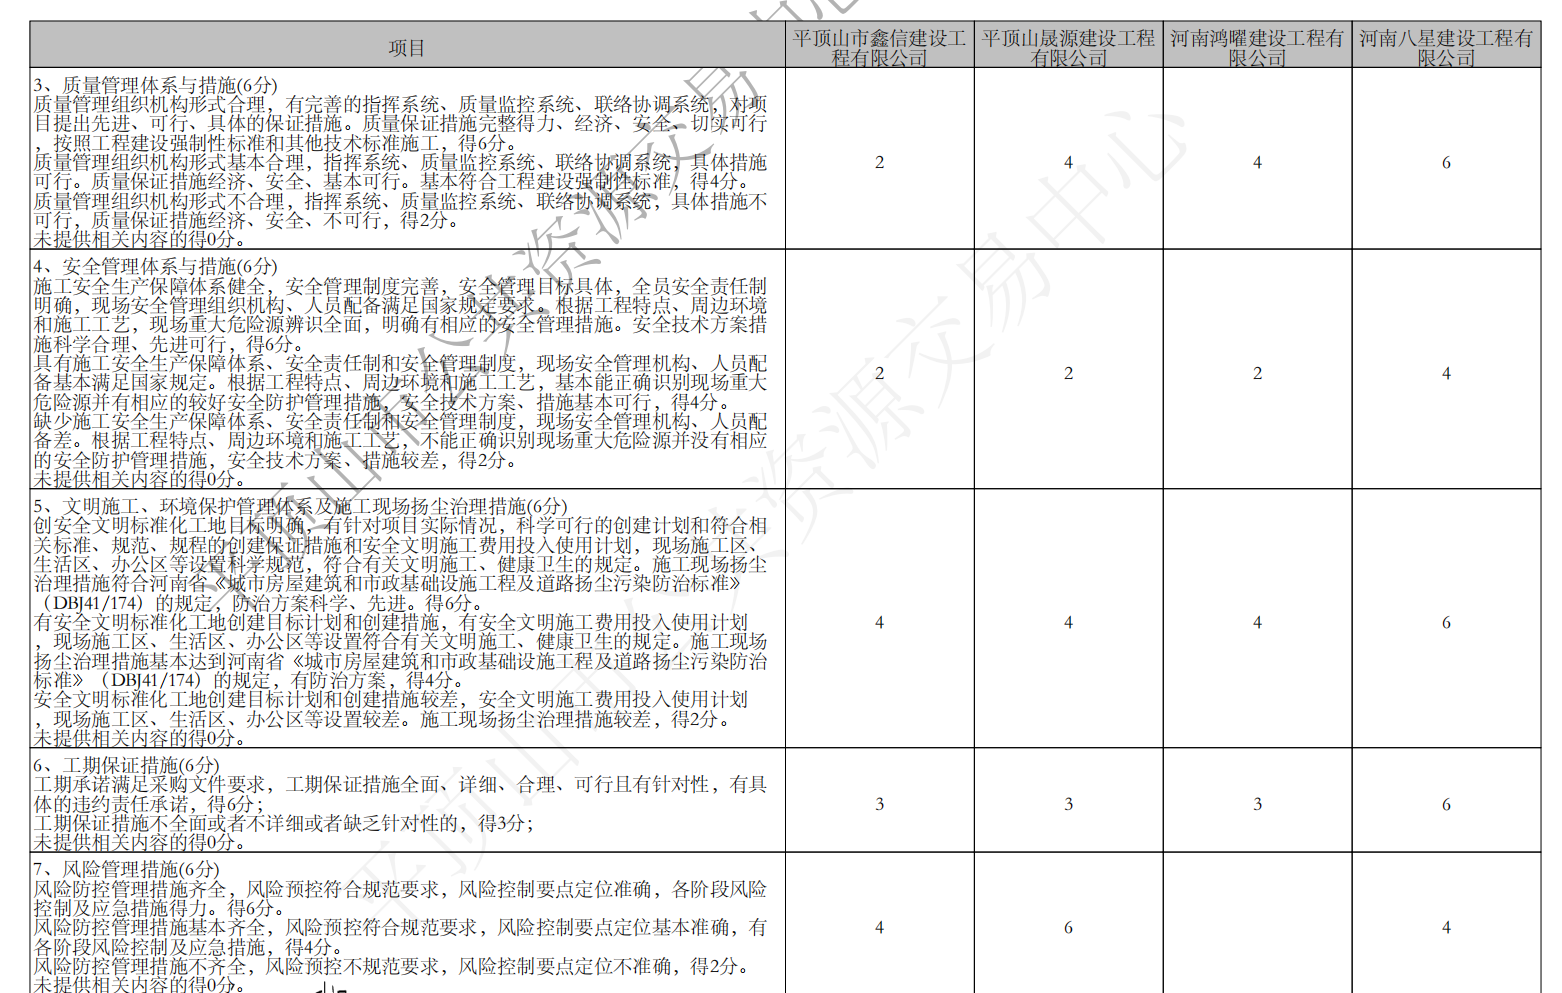 项目
平顶山市鑫信建设工程有限公司
平顶山晟源建设工程有限公司
河南鸿曜建设工程有限公司
河南八星建设工程有限公司
3、质量管理体系与措施(6分)
质量管理组织机构形式合理，有完善的指挥系统、质量监控系统、联络协调系统，对项
目提出先进、可行、具体的保证措施。质量保证措施完整得力、经济、安全、切实可行
，按照工程建设强制性标准和其他技术标准施工，得6分。
质量管理组织机构形式基本合理，指挥系统、质量监控系统、联络协调系统，具体措施
可行。质量保证措施经济、安全、基本可行。基本符合工程建设强制性标准，得4分。
质量管理组织机构形式不合理，指挥系统、质量监控系统、联络协调系统，具体措施不
可行，质量保证措施经济、安全、不可行，得2分。
未提供相关内容的得0分。
2
4
4
6
4、安全管理体系与措施(6分)
施工安全生产保障体系健全，安全管理制度完善，安全管理目标具体，全员安全责任制
明确，现场安全管理组织机构、人员配备满足国家规定要求。根据工程特点、周边环境
和施工工艺，现场重大危险源辨识全面，明确有相应的安全管理措施。安全技术方案措
施科学合理、先进可行，得6分。
具有施工安全生产保障体系、安全责任制和安全管理制度，现场安全管理机构、人员配
备基本满足国家规定。根据工程特点、周边环境和施工工艺，基本能正确识别现场重大
危险源并有相应的较好安全防护管理措施，安全技术方案、措施基本可行，得4分。
缺少施工安全生产保障体系、安全责任制和安全管理制度，现场安全管理机构、人员配
备差。根据工程特点、周边环境和施工工艺，不能正确识别现场重大危险源并没有相应
的安全防护管理措施，安全技术方案、措施较差，得2分。
未提供相关内容的得0分。
2
2
2
4
5、文明施工、环境保护管理体系及施工现场扬尘治理措施(6分)
创安全文明标准化工地目标明确，有针对项目实际情况，科学可行的创建计划和符合相
关标准、规范、规程的创建保证措施和安全文明施工费用投入使用计划，现场施工区、
生活区、办公区等设置科学规范，符合有关文明施工、健康卫生的规定。施工现场扬尘
治理措施符合河南省《城市房屋建筑和市政基础设施工程及道路扬尘污染防治标准》
（DBJ41/174）的规定，防治方案科学、先进。得6分。
有安全文明标准化工地创建目标计划和创建措施，有安全文明施工费用投入使用计划
，现场施工区、生活区、办公区等设置符合有关文明施工、健康卫生的规定。施工现场
扬尘治理措施基本达到河南省《城市房屋建筑和市政基础设施工程及道路扬尘污染防治
标准》（DBJ41/174）的规定，有防治方案，得4分。
安全文明标准化工地创建目标计划和创建措施较差，安全文明施工费用投入使用计划
，现场施工区、生活区、办公区等设置较差。施工现场扬尘治理措施较差，得2分。
未提供相关内容的得0分。
4
4
4
6
6、工期保证措施(6分)
工期承诺满足采购文件要求，工期保证措施全面、详细、合理、可行且有针对性，有具
体的违约责任承诺，得6分；
工期保证措施不全面或者不详细或者缺乏针对性的，得3分；
未提供相关内容的得0分。
3
3
3
6
7、风险管理措施(6分)
风险防控管理措施齐全，风险预控符合规范要求，风险控制要点定位准确，各阶段风险
控制及应急措施得力。得6分。
风险防控管理措施基本齐全，风险预控符合规范要求，风险控制要点定位基本准确，有
各阶段风险控制及应急措施，得4分。
风险防控管理措施不齐全，风险预控不规范要求，风险控制要点定位不准确，得2分。
未提供相关内容的得0分。
4
6
4
平顶山市公共资源交易中心
平顶山市公共资源交易中心